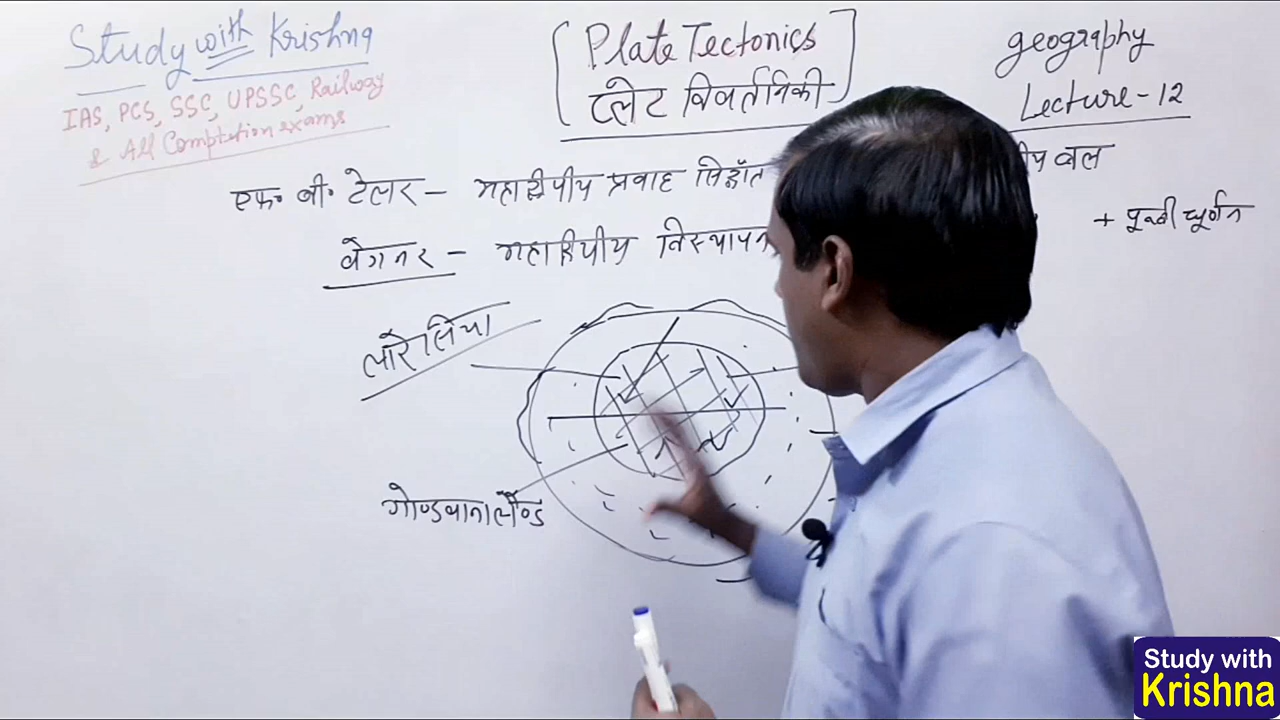 Study with Krishna
IAS, PCS, SSC, UPSSC, Railway
& All Comptution exams
[Plate Tectonics
प्लेट विवर्तनिकी]
geography
Lecture-12
एफ॰ बी॰ टेलर – महाद्वीपीय प्रवाह सिद्धांत
ीय बल
+ पूर्वी घूर्णन
वेगनर – महाद्वीपीय विस्थापन
लॉरेसिया
गोण्डवानालैण्ड
Study with
Krishna